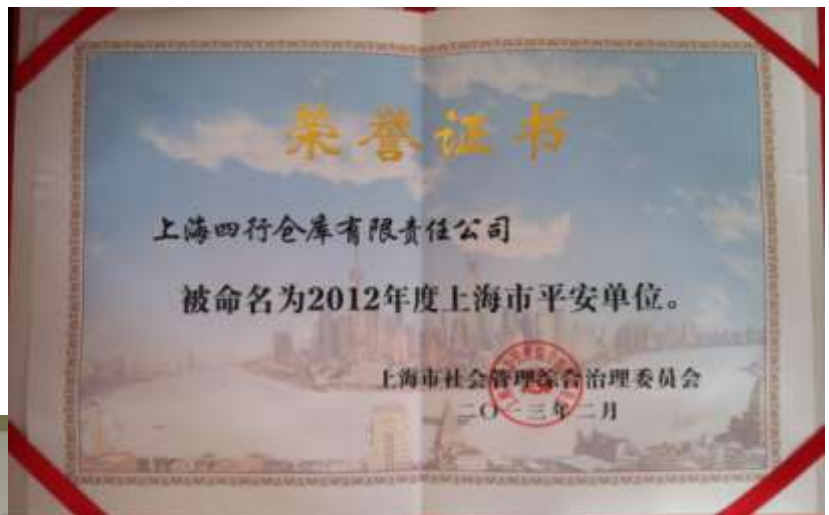 荣誉证书
上海四行仓库有限责任公司
被命名为2012年度上海市平安单位。
上海市社会管理综合治理委员会
二〇一三年二月